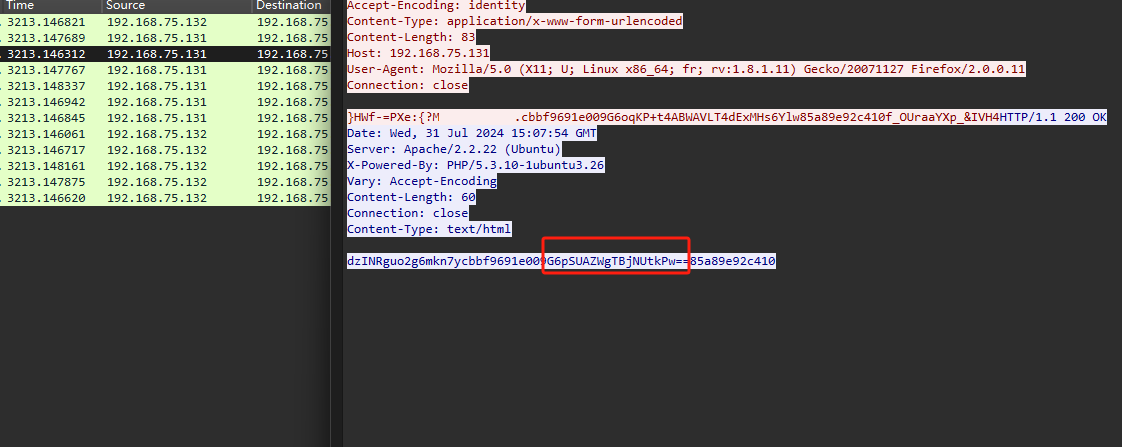 Time Source Destination
3213.146821 192.168.75.132 192.168.75
3213.147689 192.168.75.131 192.168.75
3213.146312 192.168.75.131 192.168.75
3213.147767 192.168.75.131 192.168.75
3213.148337 192.168.75.131 192.168.75
3213.146942 192.168.75.131 192.168.75
3213.146845 192.168.75.131 192.168.75
3213.146061 192.168.75.132 192.168.75
3213.146717 192.168.75.132 192.168.75
3213.148161 192.168.75.132 192.168.75
3213.147875 192.168.75.132 192.168.75
3213.146620 192.168.75.132 192.168.75
Accept-Encoding: identity
Content-Type: application/x-www-form-urlencoded
Content-Length: 83
Host: 192.168.75.131
User-Agent: Mozilla/5.0 (X11; U; Linux x86_64; fr; rv:1.8.1.11) Gecko/20071127 Firefox/2.0.0.11
Connection: close
}HWf-=PXe:{?M .cbbf9691e009G6oqKP+t4ABWAVLT4dExMHs6Ylw85a89e92c410f_OUraaYXp_&IVH4HTTP/1.1 200 OK
Date: Wed, 31 Jul 2024 15:07:54 GMT
Server: Apache/2.2.22 (Ubuntu)
X-Powered-By: PHP/5.3.10-1ubuntu3.26
Vary: Accept-Encoding
Content-Length: 60
Connection: close
Content-Type: text/html
dzINRguo2g6mkn7ycbbf9691e009G6pSUAZWgTBjNUtkPw==85a89e92c410